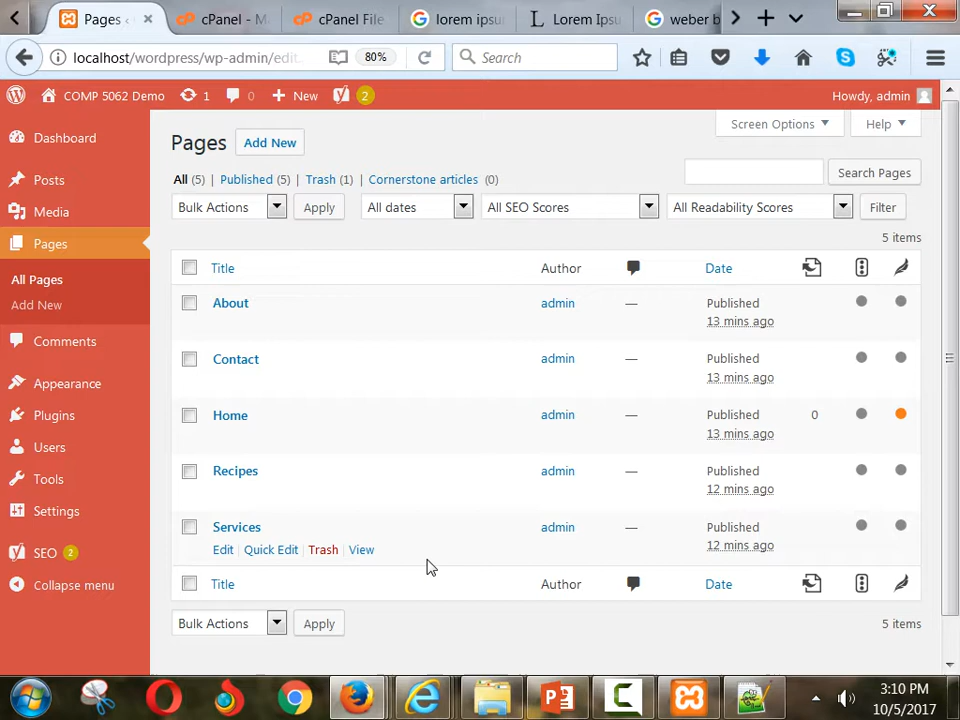 Pages ‹
cPanel - M
cPanel File
lorem ipsu
Lorem Ipsu
weber b
localhost/wordpress/wp-admin/edit.
80%
Search
COMP 5062 Demo
1
0
New
2
Howdy, admin
Dashboard
Posts
Media
Pages
All Pages
Add New
Comments
Appearance
Plugins
Users
Tools
Settings
SEO 2
Collapse menu
Screen Options
Help
Pages Add New
All (5) | Published (5) | Trash (1) | Cornerstone articles (0)
Search Pages
Bulk Actions Apply All dates All SEO Scores All Readability Scores Filter
5 items
Title Author Date
About admin — Published
13 mins ago
Contact admin — Published
13 mins ago
Home admin — Published 0
13 mins ago
Recipes admin — Published
12 mins ago
Services admin — Published
Edit | Quick Edit | Trash | View 12 mins ago
Title Author Date
Bulk Actions Apply 5 items
3:10 PM
10/5/2017